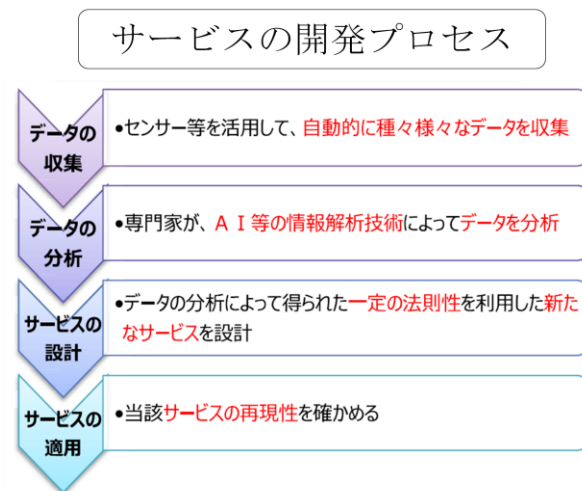 サービスの開発プロセス
データの
収集
•センサー等を活用して、自動的に種々様々なデータを収集
データの
分析
•専門家が、ＡＩ等の情報解析技術によってデータを分析
サービスの
設計
•データの分析によって得られた一定の法則性を利用した新た
なサービスを設計
サービスの
適用
•当該サービスの再現性を確かめる